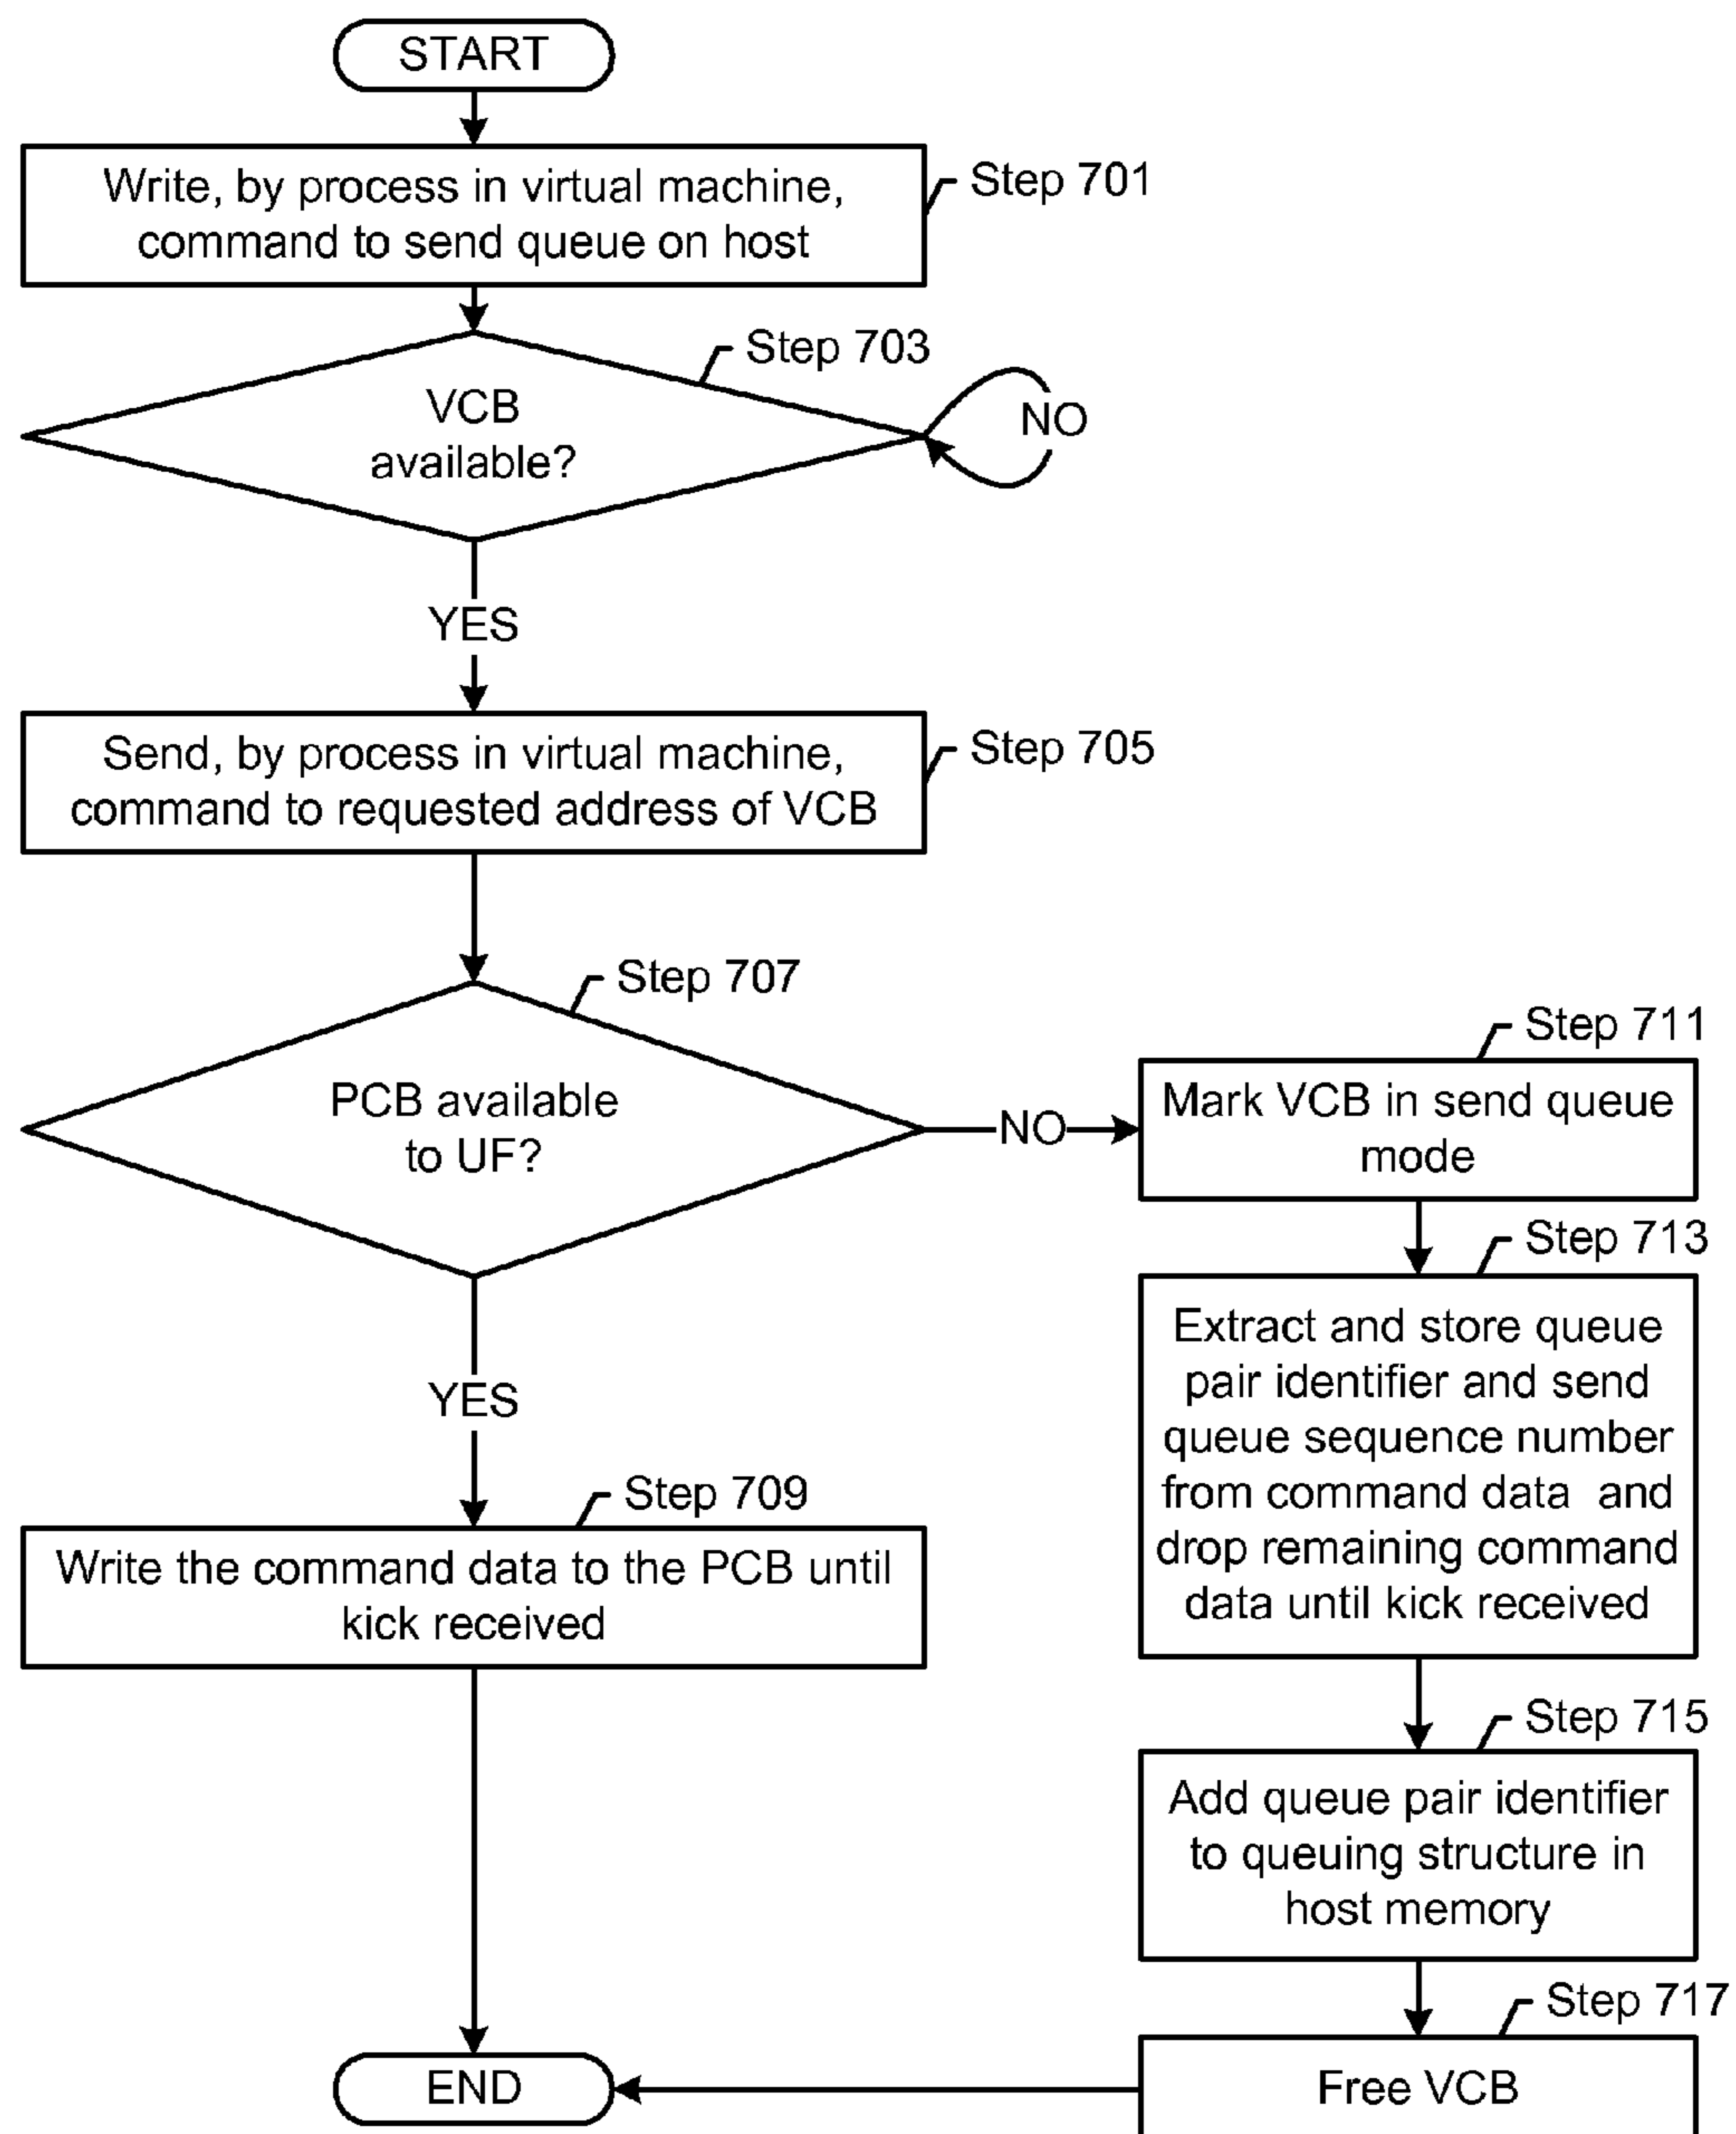 START
Write, by process in virtual machine,
command to send queue on host
Step 701
Step 703
VCB
available?
NO
YES
Send, by process in virtual machine,
command to requested address of VCB
Step 705
Step 707
PCB available
to UF?
NO
YES
Step 709
Write the command data to the PCB until
kick received
Step 711
Mark VCB in send queue
mode
Step 713
Extract and store queue
pair identifier and send
queue sequence number
from command data and
drop remaining command
data until kick received
Step 715
Add queue pair identifier
to queuing structure in
host memory
Step 717
Free VCB
END